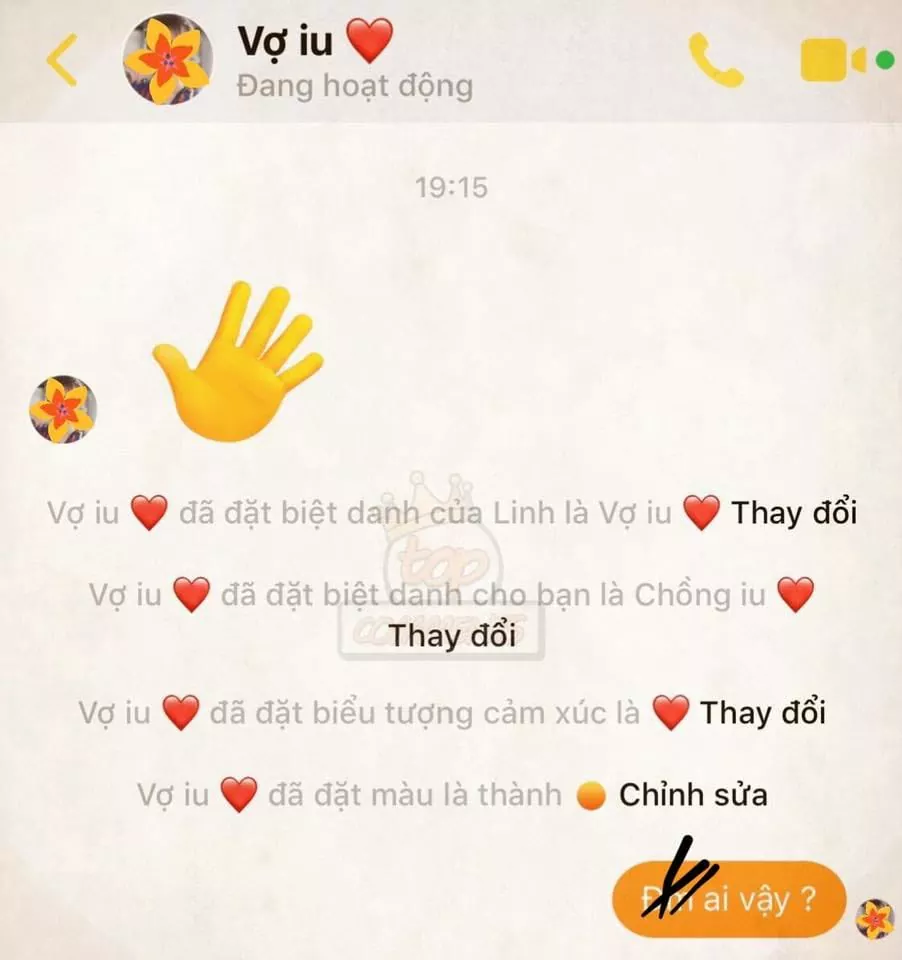 Vợ iu ❤️
Đang hoạt động
19:15
Vợ iu ❤️ đã đặt biệt danh của Linh là Vợ iu ❤️ Thay đổi
Vợ iu ❤️ đã đặt biệt danh cho bạn là Chồng iu ❤️
Thay đổi
Vợ iu ❤️ đã đặt biểu tượng cảm xúc là ❤️ Thay đổi
Vợ iu ❤️ đã đặt màu là thành 🟠 Chỉnh sửa
top
comments
ai vậy ?